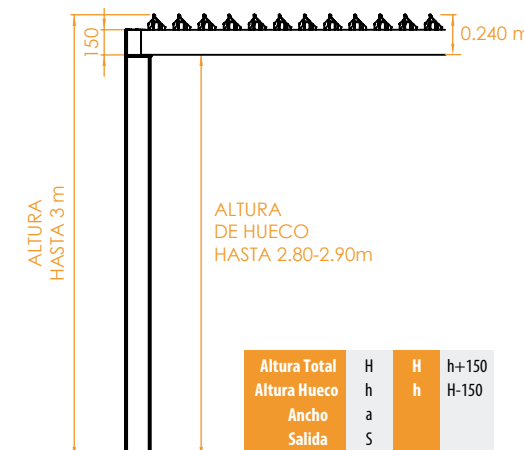 150
0.240 m
ALTURA
HASTA 3 m
ALTURA
DE HUECO
HASTA 2.80-2.90m
Altura Total H H h+150
Altura Hueco h h H-150
Ancho a
Salida S